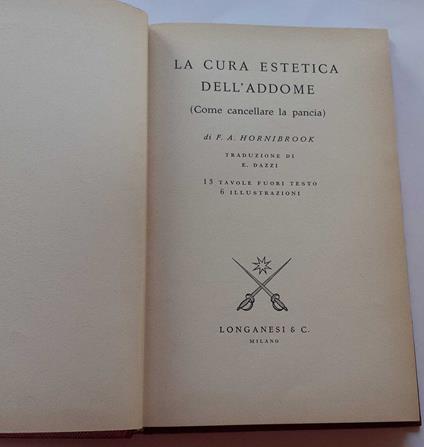 LA CURA ESTETICA
DELL'ADDOME
(Come cancellare la pancia)
di F. A. HORNIBROOK
TRADUZIONE DI
E. DAZZI
13 TAVOLE FUORI TESTO
6 ILLUSTRAZIONI
LONGANESI & C.
MILANO